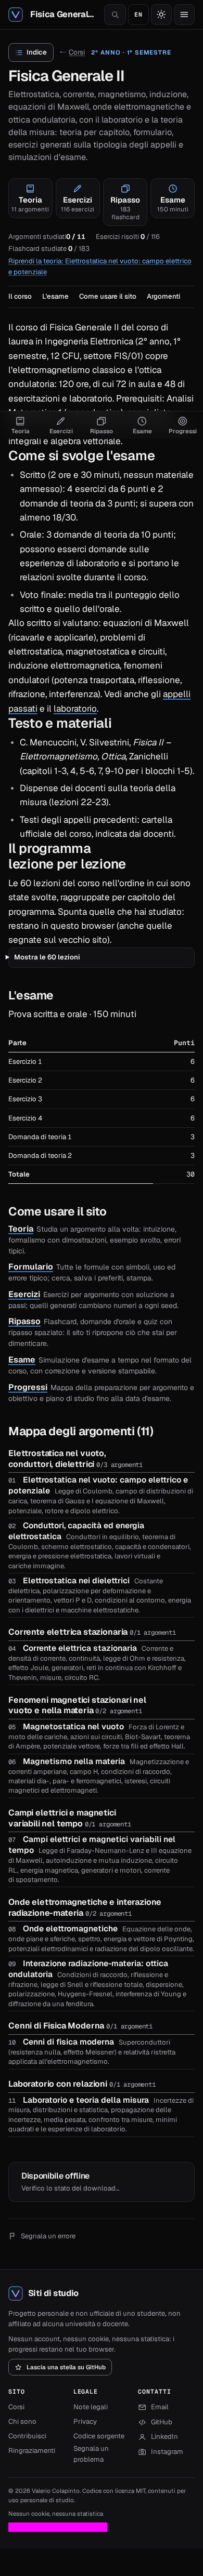 Fisica General...
EN
Indice
← Corsi
2° ANNO · 1° SEMESTRE
Fisica Generale II
Elettrostatica, corrente, magnetismo, induzione,
equazioni di Maxwell, onde elettromagnetiche e
ottica ondulatoria, con il laboratorio e la teoria
della misura: teoria per capitolo, formulario,
esercizi generati secondo la tipologia degli appelli
e simulazioni d'esame.
Teoria
11 argomenti
Esercizi
116 esercizi
Ripasso
183
flashcard
Esame
150 minuti
Argomenti studiati 0 / 11 Esercizi risolti 0 / 116
Flashcard studiate 0 / 183
Riprendi la teoria: Elettrostatica nel vuoto: campo elettrico
e potenziale
Il corso L'esame Come usare il sito Argomenti
Il corso di Fisica Generale II del corso di
laurea in Ingegneria Elettronica (2° anno, 1°
semestre, 12 CFU, settore FIS/01) copre
l'elettromagnetismo classico e l'ottica
ondulatoria: 120 ore, di cui 72 in aula e 48 di
esercitazioni e laboratorio. Prerequisiti: Analisi
Teoria
Esercizi
Ripasso
Esame
Progressi
integrali e algebra vettoriale.
Come si svolge l'esame
Scritto (2 ore e 30 minuti, nessun materiale
ammesso): 4 esercizi da 6 punti e 2
domande di teoria da 3 punti; si supera con
almeno 18/30.
Orale: 3 domande di teoria da 10 punti;
possono esserci domande sulle
esperienze di laboratorio e si portano le
relazioni svolte durante il corso.
Voto finale: media tra il punteggio dello
scritto e quello dell'orale.
Allo scritto si valutano: equazioni di Maxwell
(ricavarle e applicarle), problemi di
elettrostatica, magnetostatica e circuiti,
induzione elettromagnetica, fenomeni
ondulatori (potenza trasportata, riflessione,
rifrazione, interferenza). Vedi anche gli appelli
passati e il laboratorio.
Testo e materiali
C. Mencuccini, V. Silvestrini, Fisica II –
Elettromagnetismo, Ottica, Zanichelli
(capitoli 1-3, 4, 5-6, 7, 9-10 per i blocchi 1-5).
Dispense dei docenti sulla teoria della
misura (lezioni 22-23).
Testi degli appelli precedenti: cartella
ufficiale del corso, indicata dai docenti.
Il programma
lezione per lezione
Le 60 lezioni del corso nell'ordine in cui sono
state svolte, raggruppate per capitolo del
programma. Spunta quelle che hai studiato:
restano in questo browser (anche quelle
segnate sul vecchio sito).
Mostra le 60 lezioni
L'esame
Prova scritta e orale · 150 minuti
Parte Punti
Esercizio 1 6
Esercizio 2 6
Esercizio 3 6
Esercizio 4 6
Domanda di teoria 1 3
Domanda di teoria 2 3
Totale 30
Come usare il sito
Teoria Studia un argomento alla volta: intuizione,
formalismo con dimostrazioni, esempio svolto, errori
tipici.
Formulario Tutte le formule con simboli, uso ed
errore tipico; cerca, salva i preferiti, stampa.
Esercizi Esercizi per argomento con soluzione a
passi; quelli generati cambiano numeri a ogni seed.
Ripasso Flashcard, domande d'orale e quiz con
ripasso spaziato: il sito ti ripropone ciò che stai per
dimenticare.
Esame Simulazione d'esame a tempo nel formato del
corso, con correzione e versione stampabile.
Progressi Mappa della preparazione per argomento e
obiettivo e piano di studio fino alla data d'esame.
Mappa degli argomenti (11)
Elettrostatica nel vuoto,
conduttori, dielettrici 0/3 argomenti
01 Elettrostatica nel vuoto: campo elettrico e
potenziale Legge di Coulomb, campo di distribuzioni di
carica, teorema di Gauss e I equazione di Maxwell,
potenziale, rotore e dipolo elettrico.
02 Conduttori, capacità ed energia
elettrostatica Conduttori in equilibrio, teorema di
Coulomb, schermo elettrostatico, capacità e condensatori,
energia e pressione elettrostatica, lavori virtuali e
cariche immagine.
03 Elettrostatica nei dielettrici Costante
dielettrica, polarizzazione per deformazione e
orientamento, vettori P e D, condizioni al contorno, energia
con i dielettrici e macchine elettrostatiche.
Corrente elettrica stazionaria 0/1 argomenti
04 Corrente elettrica stazionaria Corrente e
densità di corrente, continuità, legge di Ohm e resistenza,
effetto Joule, generatori, reti in continua con Kirchhoff e
Thevenin, misure, circuito RC.
Fenomeni magnetici stazionari nel
vuoto e nella materia 0/2 argomenti
05 Magnetostatica nel vuoto Forza di Lorentz e
moto delle cariche, azioni sui circuiti, Biot-Savart, teorema
di Ampère, potenziale vettore, forze tra fili ed effetto Hall.
06 Magnetismo nella materia Magnetizzazione e
correnti amperiane, campo H, condizioni di raccordo,
materiali dia-, para- e ferromagnetici, isteresi, circuiti
magnetici ed elettromagneti.
Campi elettrici e magnetici
variabili nel tempo 0/1 argomenti
07 Campi elettrici e magnetici variabili nel
tempo Legge di Faraday-Neumann-Lenz e III equazione
di Maxwell, autoinduzione e mutua induzione, circuito
RL, energia magnetica, generatori e motori, corrente
di spostamento.
Onde elettromagnetiche e interazione
radiazione-materia 0/2 argomenti
08 Onde elettromagnetiche Equazione delle onde,
onde piane e sferiche, spettro, energia e vettore di Poynting,
potenziali elettrodinamici e radiazione del dipolo oscillante.
09 Interazione radiazione-materia: ottica
ondulatoria Condizioni di raccordo, riflessione e
rifrazione, legge di Snell e riflessione totale, dispersione,
polarizzazione, Huygens-Fresnel, interferenza di Young e
diffrazione da una fenditura.
Cenni di Fisica Moderna 0/1 argomenti
10 Cenni di fisica moderna Superconduttori
(resistenza nulla, effetto Meissner) e relatività ristretta
applicata all'elettromagnetismo.
Laboratorio con relazioni 0/1 argomenti
11 Laboratorio e teoria della misura Incertezze di
misura, distribuzioni e statistica, propagazione delle
incertezze, media pesata, confronto tra misure, minimi
quadrati e le esperienze di laboratorio.
Disponibile offline
Verifico lo stato del download…
Segnala un errore
Siti di studio
Progetto personale e non ufficiale di uno studente, non
affiliato ad alcuna università o docente.
Nessun account, nessun cookie, nessuna statistica: i
progressi restano nel tuo browser.
Lascia una stella su GitHub
SITO
Corsi
Chi sono
Contribuisci
Ringraziamenti
LEGALE
Note legali
Privacy
Codice sorgente
Segnala un
problema
CONTATTI
Email
GitHub
LinkedIn
Instagram
© 2026 Valerio Colapinto. Codice con licenza MIT, contenuti per
uso personale di studio.
Nessun cookie, nessuna statistica